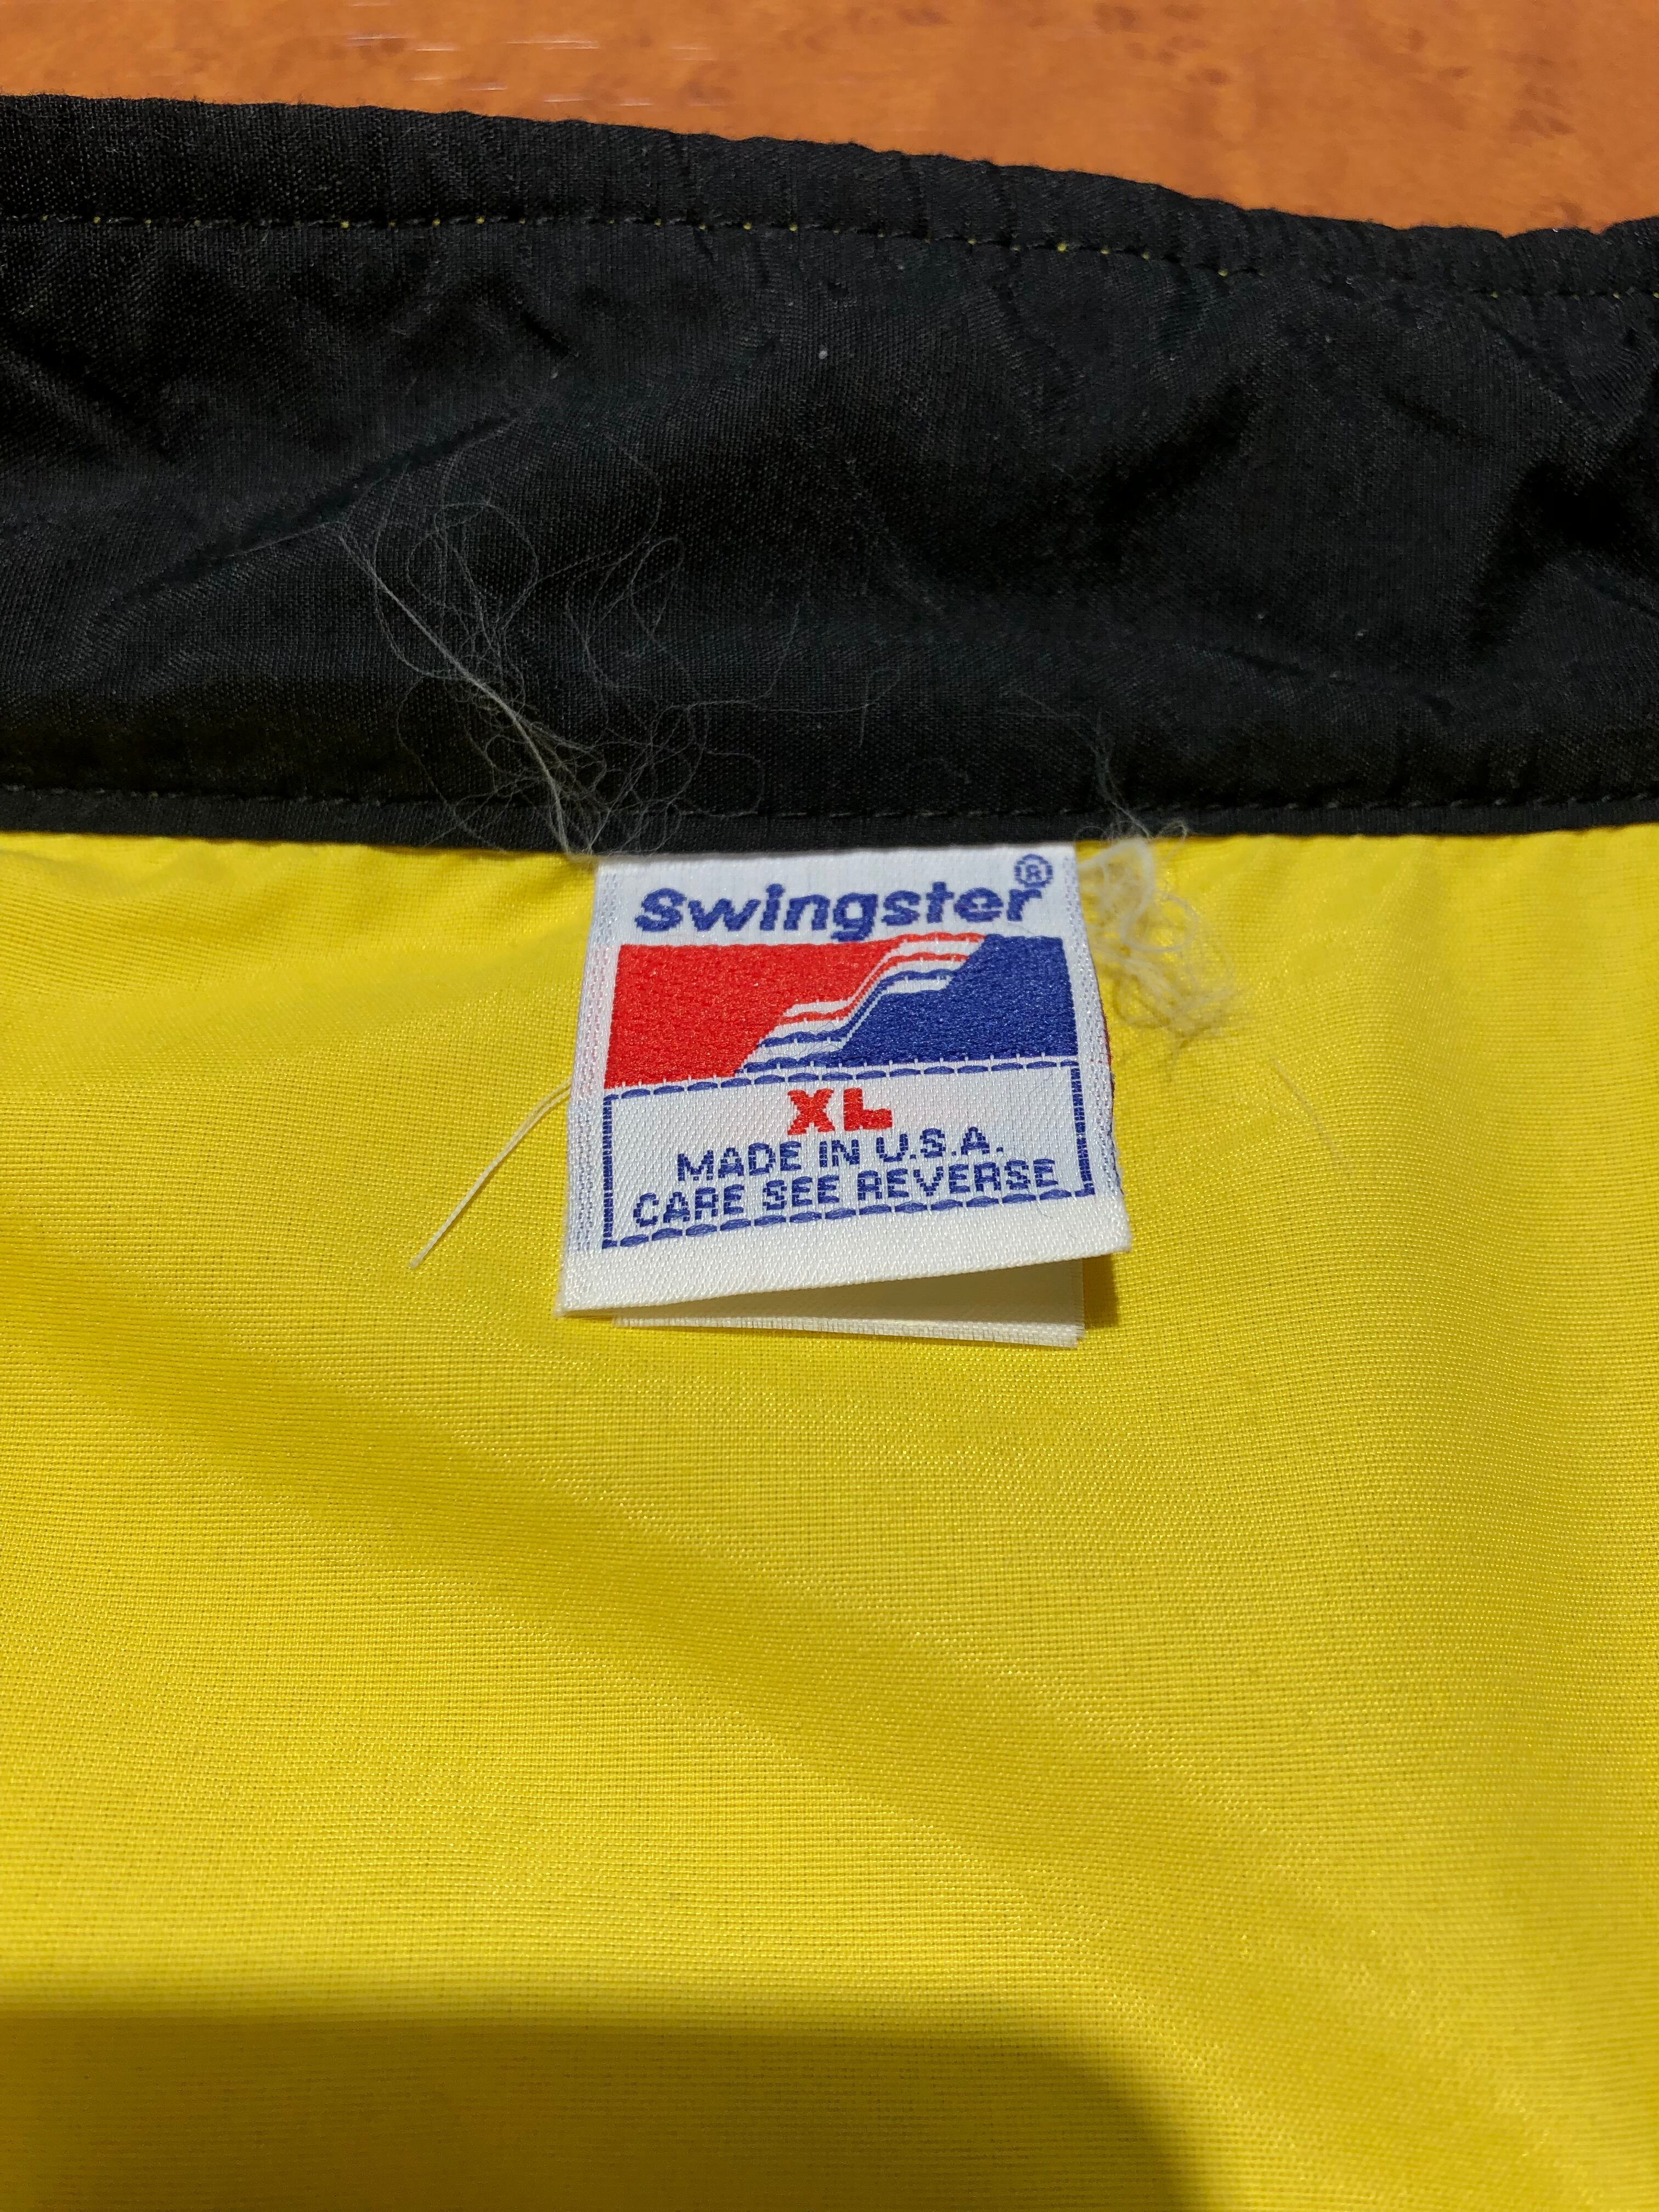 Swingster®
XL
MADE IN U.S.A.
CARE SEE REVERSE